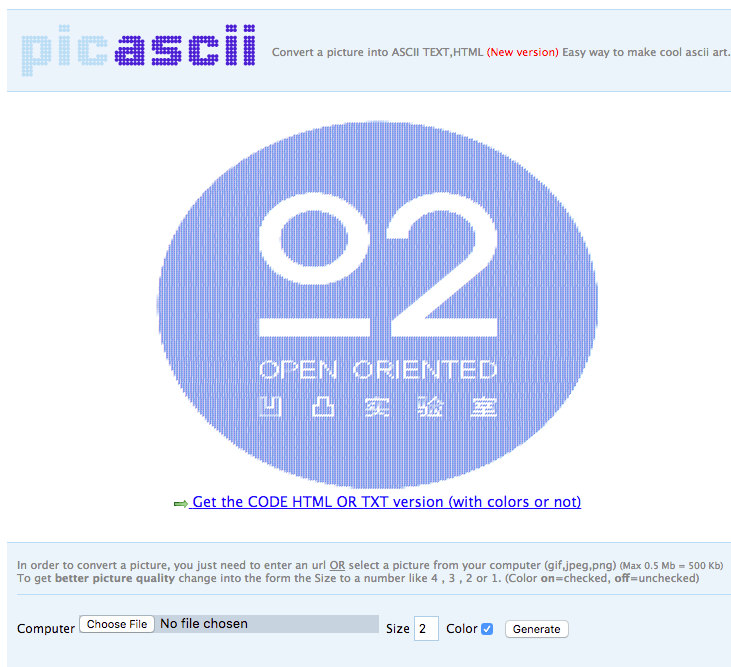 picascii
Convert a picture into ASCII TEXT,HTML (New version) Easy way to make cool ascii art.
O2
OPEN ORIENTED
凹凸实验室
Get the CODE HTML OR TXT version (with colors or not)
In order to convert a picture, you just need to enter an url OR select a picture from your computer (gif,jpeg,png) (Max 0.5 Mb = 500 Kb)
To get better picture quality change into the form the Size to a number like 4 , 3 , 2 or 1. (Color on=checked, off=unchecked)
Computer Choose File No file chosen Size 2 Color Generate